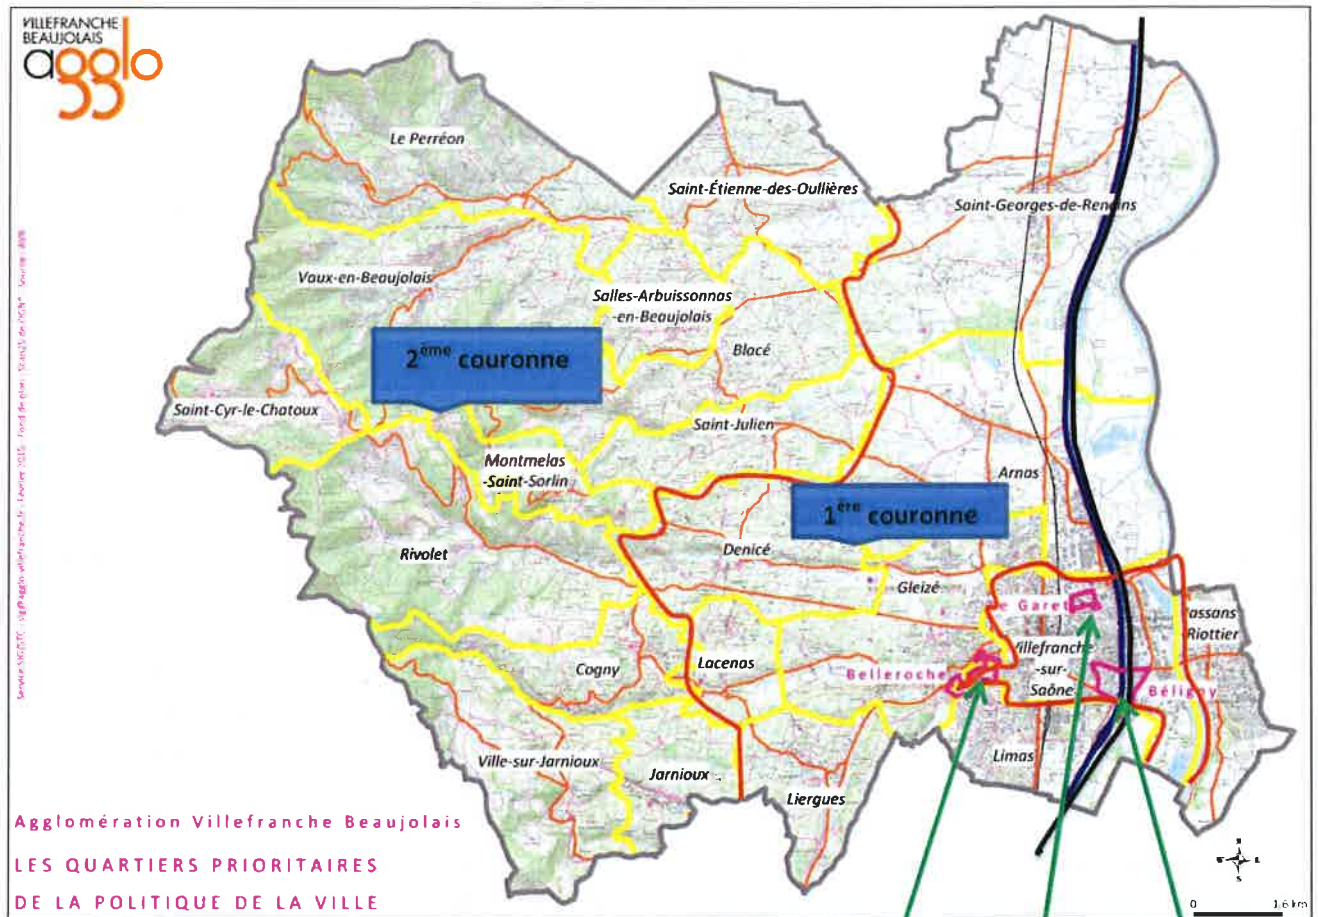 VILLEFRANCHE
BEAUJOLAIS
agglo
Le Perréon
Saint-Étienne-des-Oullières
Saint-Georges-de-Reneins
Vaux-en-Beaujolais
Salles-Arbuissonnas
-en-Beaujolais
2ème couronne
Blacé
Saint-Cyr-le-Chatoux
Saint-Julien
Montmelas
-Saint-Sorlin
Arnas
1ère couronne
Denicé
Rivolet
Gleizé
e Garet
assans
Riottier
Villefranche
-sur-
Saône
Cogny
Lacenas
Belleroche
Béligny
Limas
Ville-sur-Jarnioux
Jarnioux
Liergues
Agglomération Villefranche Beaujolais
LES QUARTIERS PRIORITAIRES
DE LA POLITIQUE DE LA VILLE
N
S
0 1,6 km